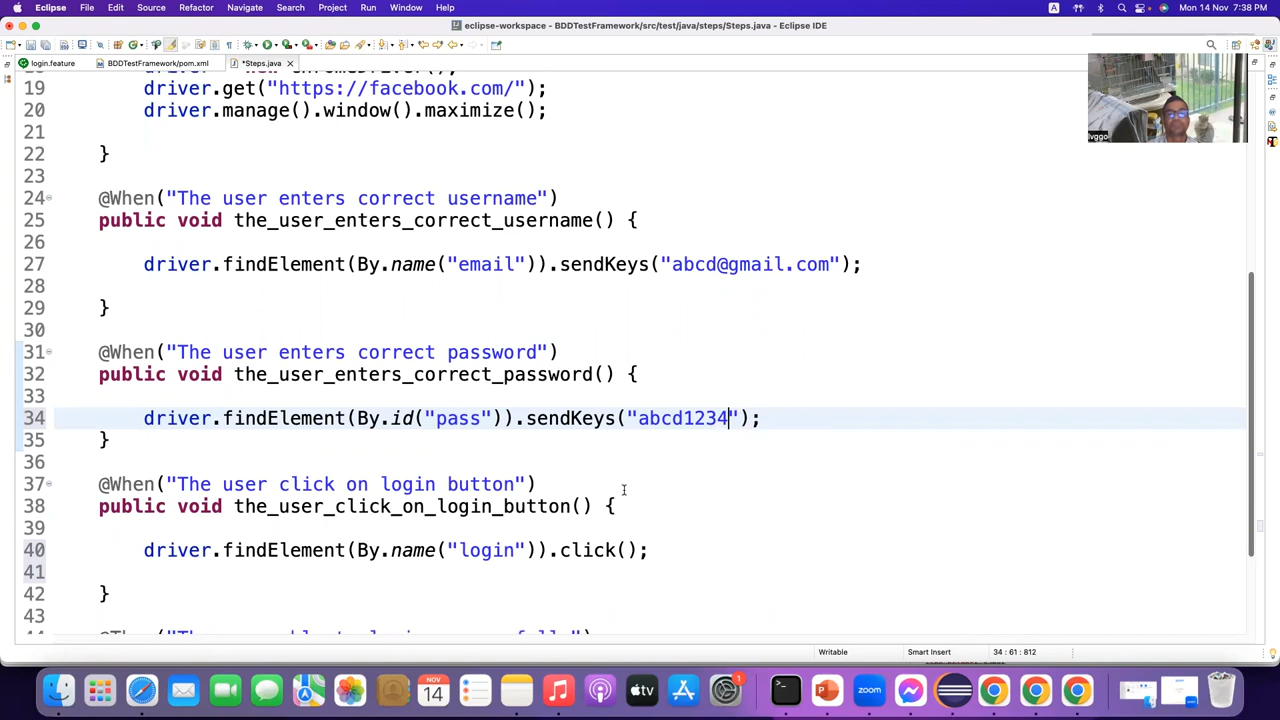 Eclipse File Edit Source Refactor Navigate Search Project Run Window Help A Mon 14 Nov 7:38 PM
eclipse-workspace - BDDTestFramework/src/test/java/steps/Steps.java - Eclipse IDE
login.feature BDDTestFramework/pom.xml *Steps.java
19 driver.get("https://facebook.com/");
20 driver.manage().window().maximize();
21
22 }
23
24 @When("The user enters correct username")
25 public void the_user_enters_correct_username() {
26
27 driver.findElement(By.name("email")).sendKeys("abcd@gmail.com");
28
29 }
30
31 @When("The user enters correct password")
32 public void the_user_enters_correct_password() {
33
34 driver.findElement(By.id("pass")).sendKeys("abcd1234");
35 }
36
37 @When("The user click on login button")
38 public void the_user_click_on_login_button() {
39
40 driver.findElement(By.name("login")).click();
41
42 }
43
Writable Smart Insert 34 : 61 : 812
NOV
14
tv
1
zoom